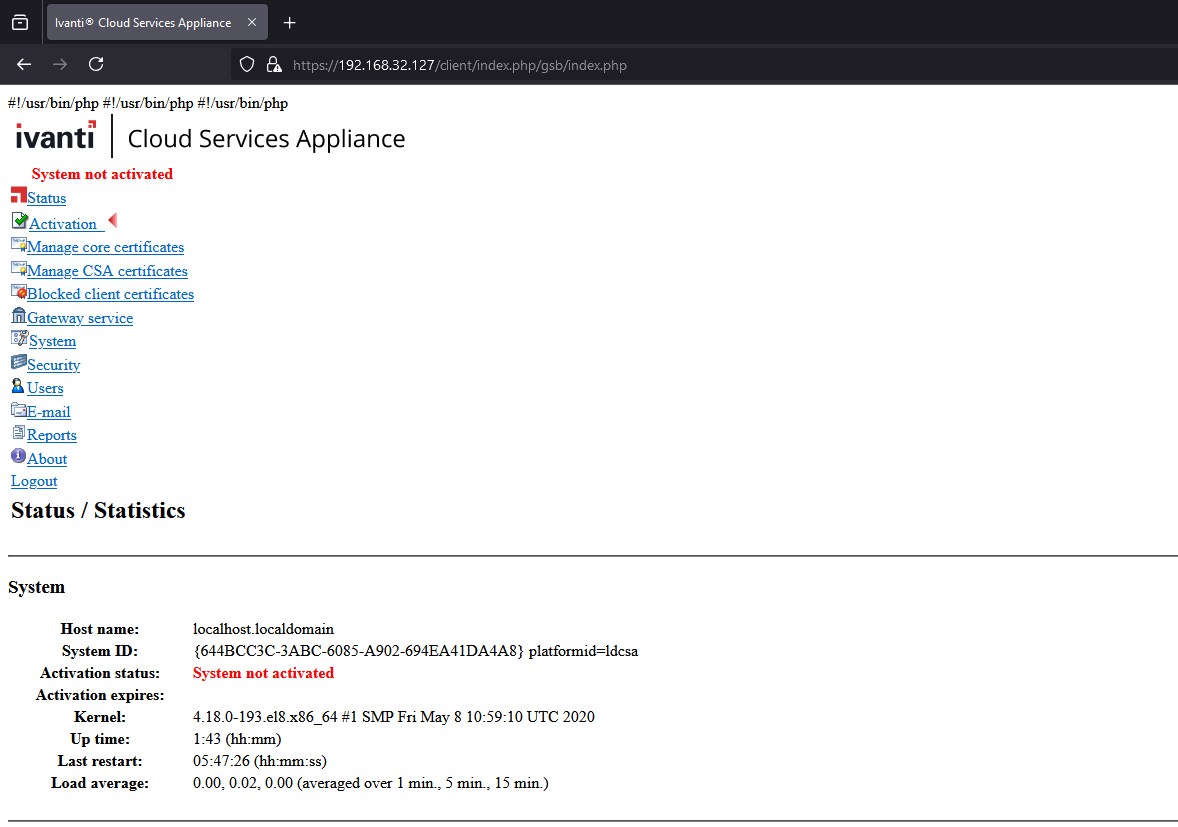 Ivanti® Cloud Services Appliance
https://192.168.32.127/client/index.php/gsb/index.php
#!/usr/bin/php #!/usr/bin/php #!/usr/bin/php
ivanti Cloud Services Appliance
System not activated
Status
Activation
Manage core certificates
Manage CSA certificates
Blocked client certificates
Gateway service
System
Security
Users
E-mail
Reports
About
Logout
Status / Statistics
System
Host name: localhost.localdomain
System ID: {644BCC3C-3ABC-6085-A902-694EA41DA4A8} platformid=ldcsa
Activation status: System not activated
Activation expires:
Kernel: 4.18.0-193.el8.x86_64 #1 SMP Fri May 8 10:59:10 UTC 2020
Up time: 1:43 (hh:mm)
Last restart: 05:47:26 (hh:mm:ss)
Load average: 0.00, 0.02, 0.00 (averaged over 1 min., 5 min., 15 min.)